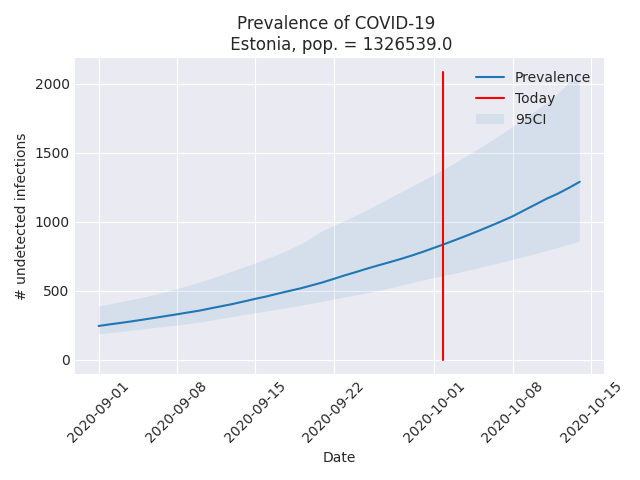 Prevalence of COVID-19
Estonia, pop. = 1326539.0
Prevalence
Today
95CI
# undetected infections
2000
1500
1000
500
0
2020-09-01
2020-09-08
2020-09-15
2020-09-22
2020-10-01
2020-10-08
2020-10-15
Date